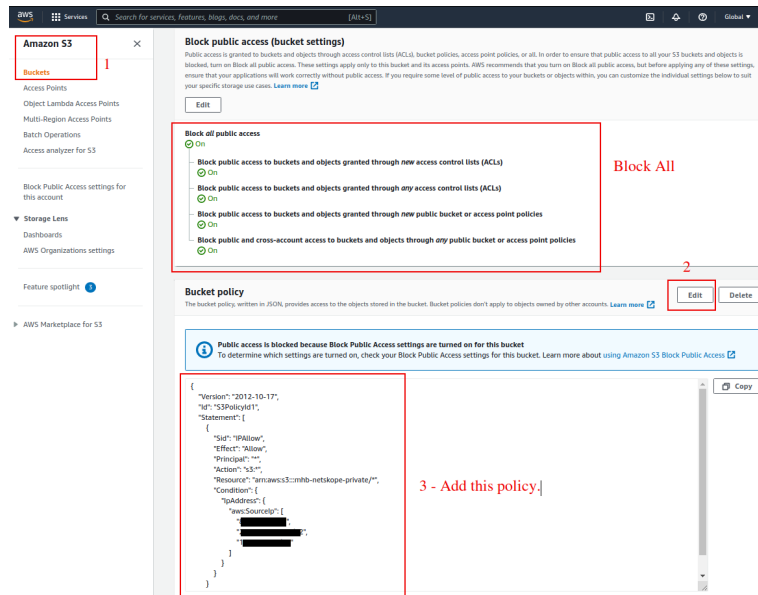 aws
Services
Search for services, features, blogs, docs, and more
[Alt+S]
Global
Amazon S3
1
Buckets
Access Points
Object Lambda Access Points
Multi-Region Access Points
Batch Operations
Access analyzer for S3
Block Public Access settings for
this account
Storage Lens
Dashboards
AWS Organizations settings
Feature spotlight 3
AWS Marketplace for S3
Block public access (bucket settings)
Public access is granted to buckets and objects through access control lists (ACLs), bucket policies, access point policies, or all. In order to ensure that public access to all your S3 buckets and objects is
blocked, turn on Block all public access. These settings apply only to this bucket and its access points. AWS recommends that you turn on Block all public access, but before applying any of these settings,
ensure that your applications will work correctly without public access. If you require some level of public access to your buckets or objects within, you can customize the individual settings below to suit
your specific storage use cases. Learn more
Edit
Block all public access
On
Block public access to buckets and objects granted through new access control lists (ACLs)
On
Block public access to buckets and objects granted through any access control lists (ACLs)
On
Block public access to buckets and objects granted through new public bucket or access point policies
On
Block public and cross-account access to buckets and objects through any public bucket or access point policies
On
Block All
2
Bucket policy
The bucket policy, written in JSON, provides access to the objects stored in the bucket. Bucket policies don't apply to objects owned by other accounts. Learn more
Edit
Delete
Public access is blocked because Block Public Access settings are turned on for this bucket
To determine which settings are turned on, check your Block Public Access settings for this bucket. Learn more about using Amazon S3 Block Public Access
Copy
{
"Version": "2012-10-17",
"Id": "S3PolicyId1",
"Statement": [
{
"Sid": "IPAllow",
"Effect": "Allow",
"Principal": "*",
"Action": "s3:*",
"Resource": "arn:aws:s3:::mhb-netskope-private/*",
"Condition": {
"IpAddress": {
"aws:SourceIp": [
]
}
}
}
3 - Add this policy.